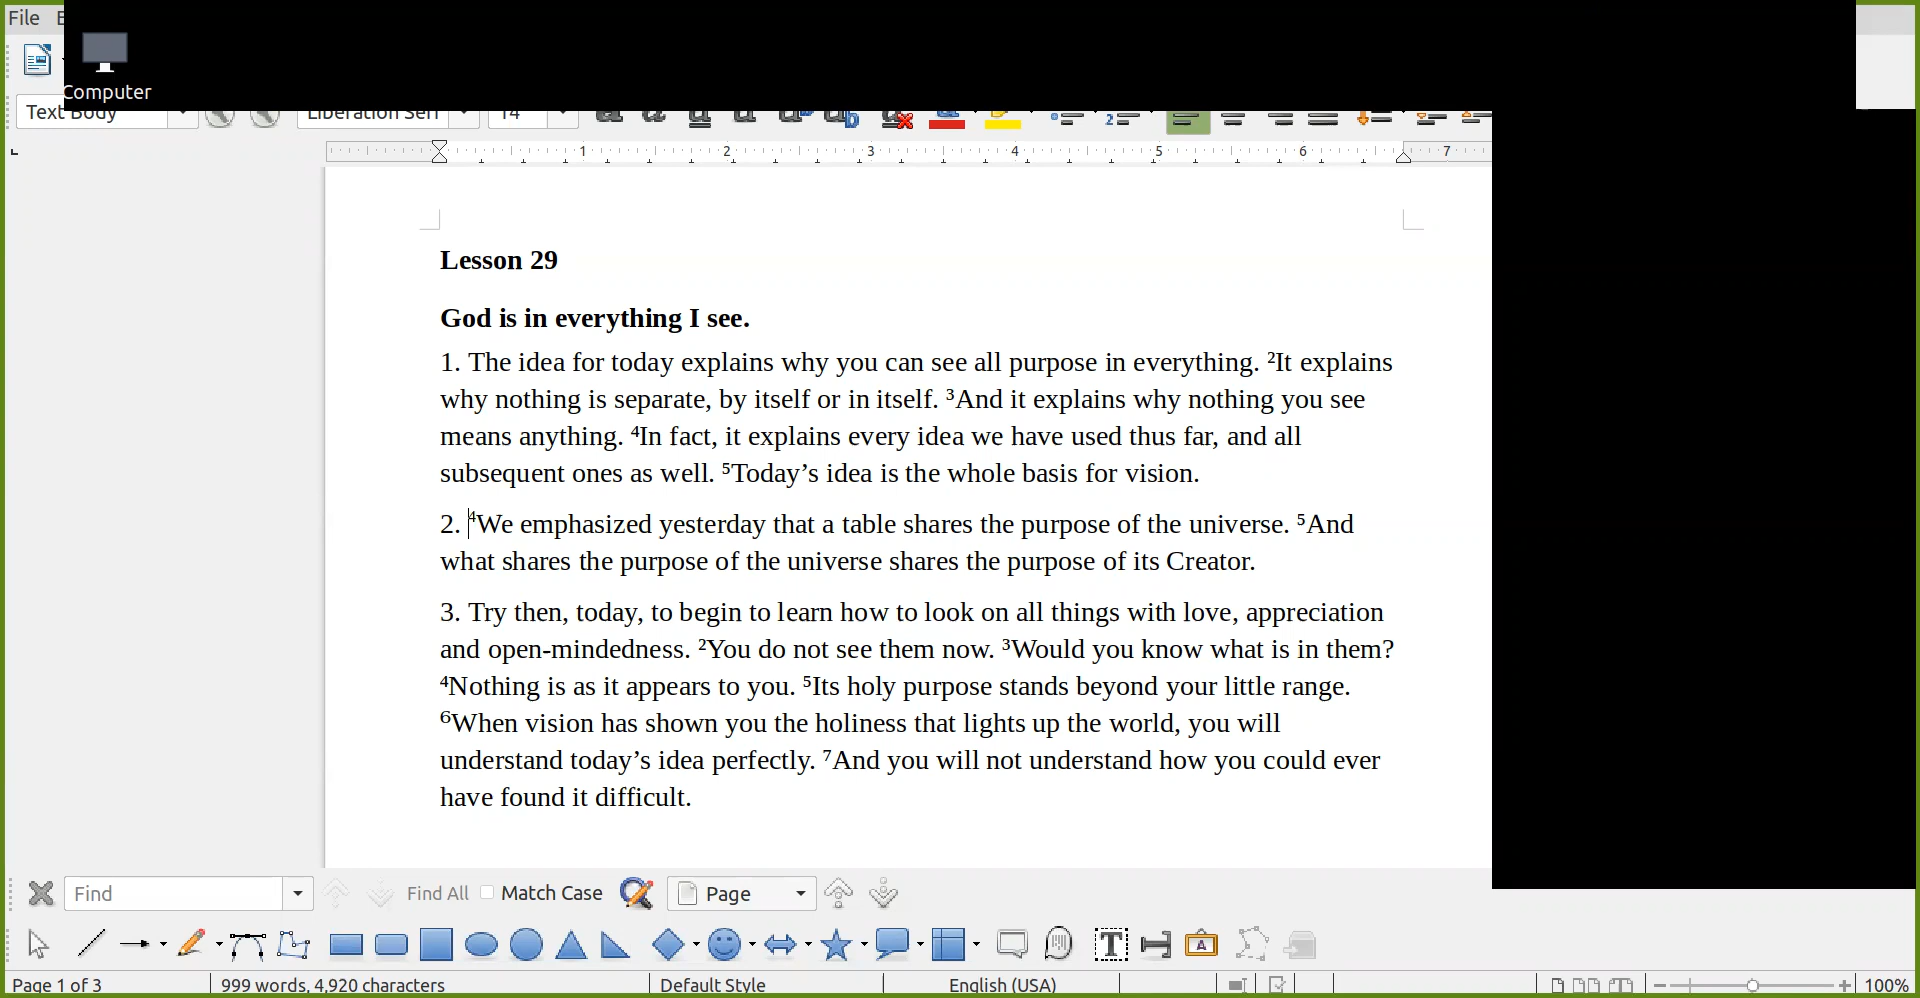 File
Computer
Text Body Liberation Seri 14
1 2 3 4 5 6 7
Lesson 29
God is in everything I see.
1. The idea for today explains why you can see all purpose in everything. ²It explains
why nothing is separate, by itself or in itself. ³And it explains why nothing you see
means anything. ⁴In fact, it explains every idea we have used thus far, and all
subsequent ones as well. ⁵Today’s idea is the whole basis for vision.
2. ⁴We emphasized yesterday that a table shares the purpose of the universe. ⁵And
what shares the purpose of the universe shares the purpose of its Creator.
3. Try then, today, to begin to learn how to look on all things with love, appreciation
and open-mindedness. ²You do not see them now. ³Would you know what is in them?
⁴Nothing is as it appears to you. ⁵Its holy purpose stands beyond your little range.
⁶When vision has shown you the holiness that lights up the world, you will
understand today’s idea perfectly. ⁷And you will not understand how you could ever
have found it difficult.
Find Find All Match Case Page
Page 1 of 3 999 words, 4,920 characters Default Style English (USA) 100%